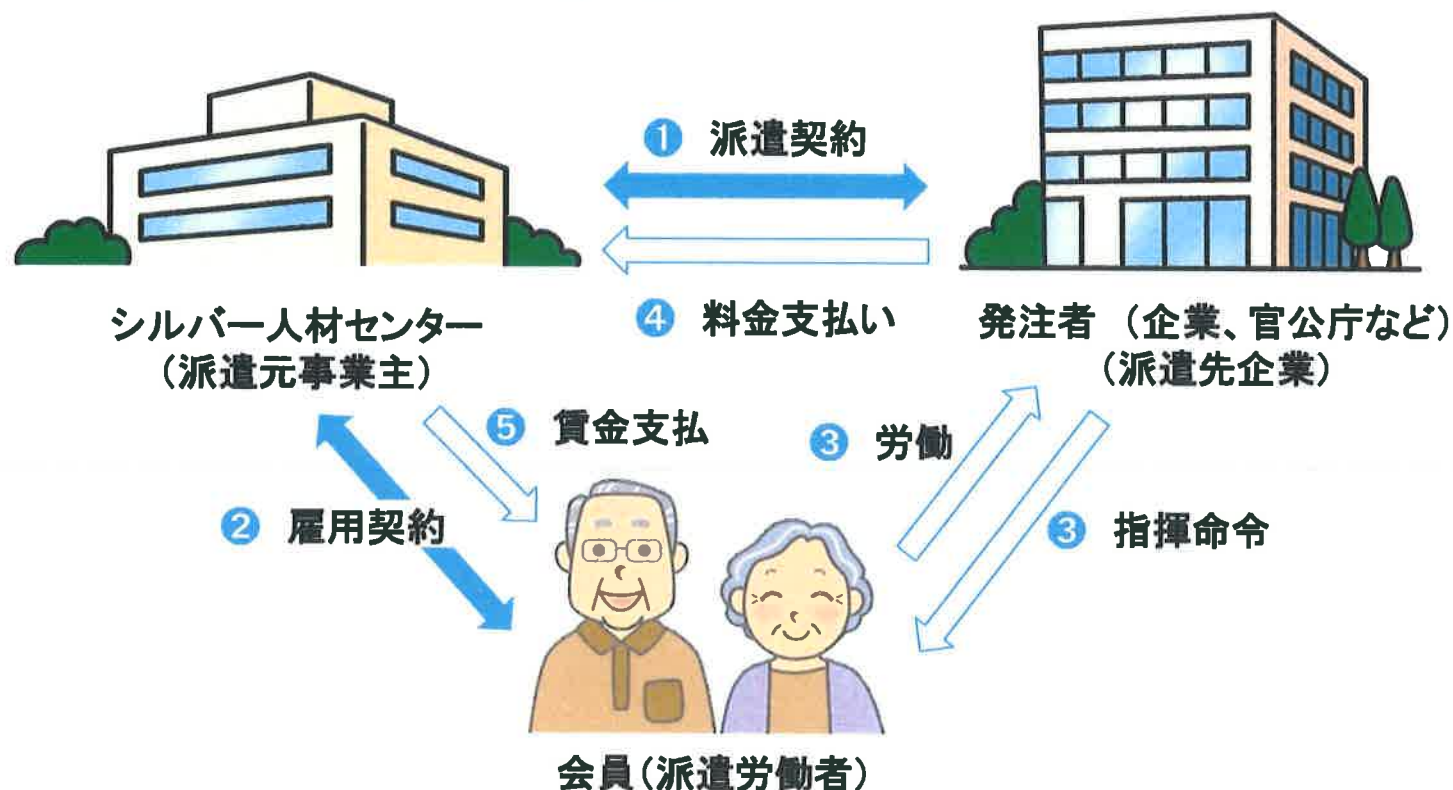 ❶ 派遣契約
❹ 料金支払い
シルバー人材センター
(派遣元事業主)
発注者 (企業、官公庁など)
(派遣先企業)
❺ 賃金支払
❸ 労働
❷ 雇用契約
❸ 指揮命令
会員(派遣労働者)